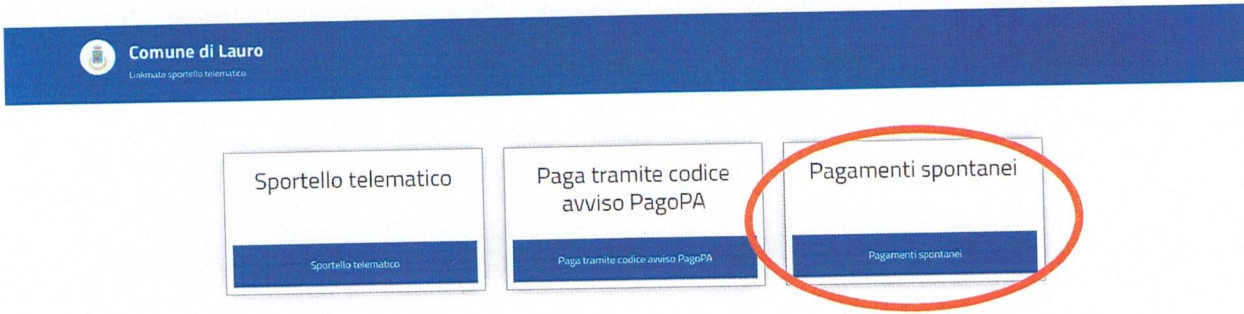 Comune di Lauro
Linkmate sportello telematico
Sportello telematico
Sportello telematico
Paga tramite codice
avviso PagoPA
Paga tramite codice avviso PagoPA
Pagamenti spontanei
Pagamenti spontanei